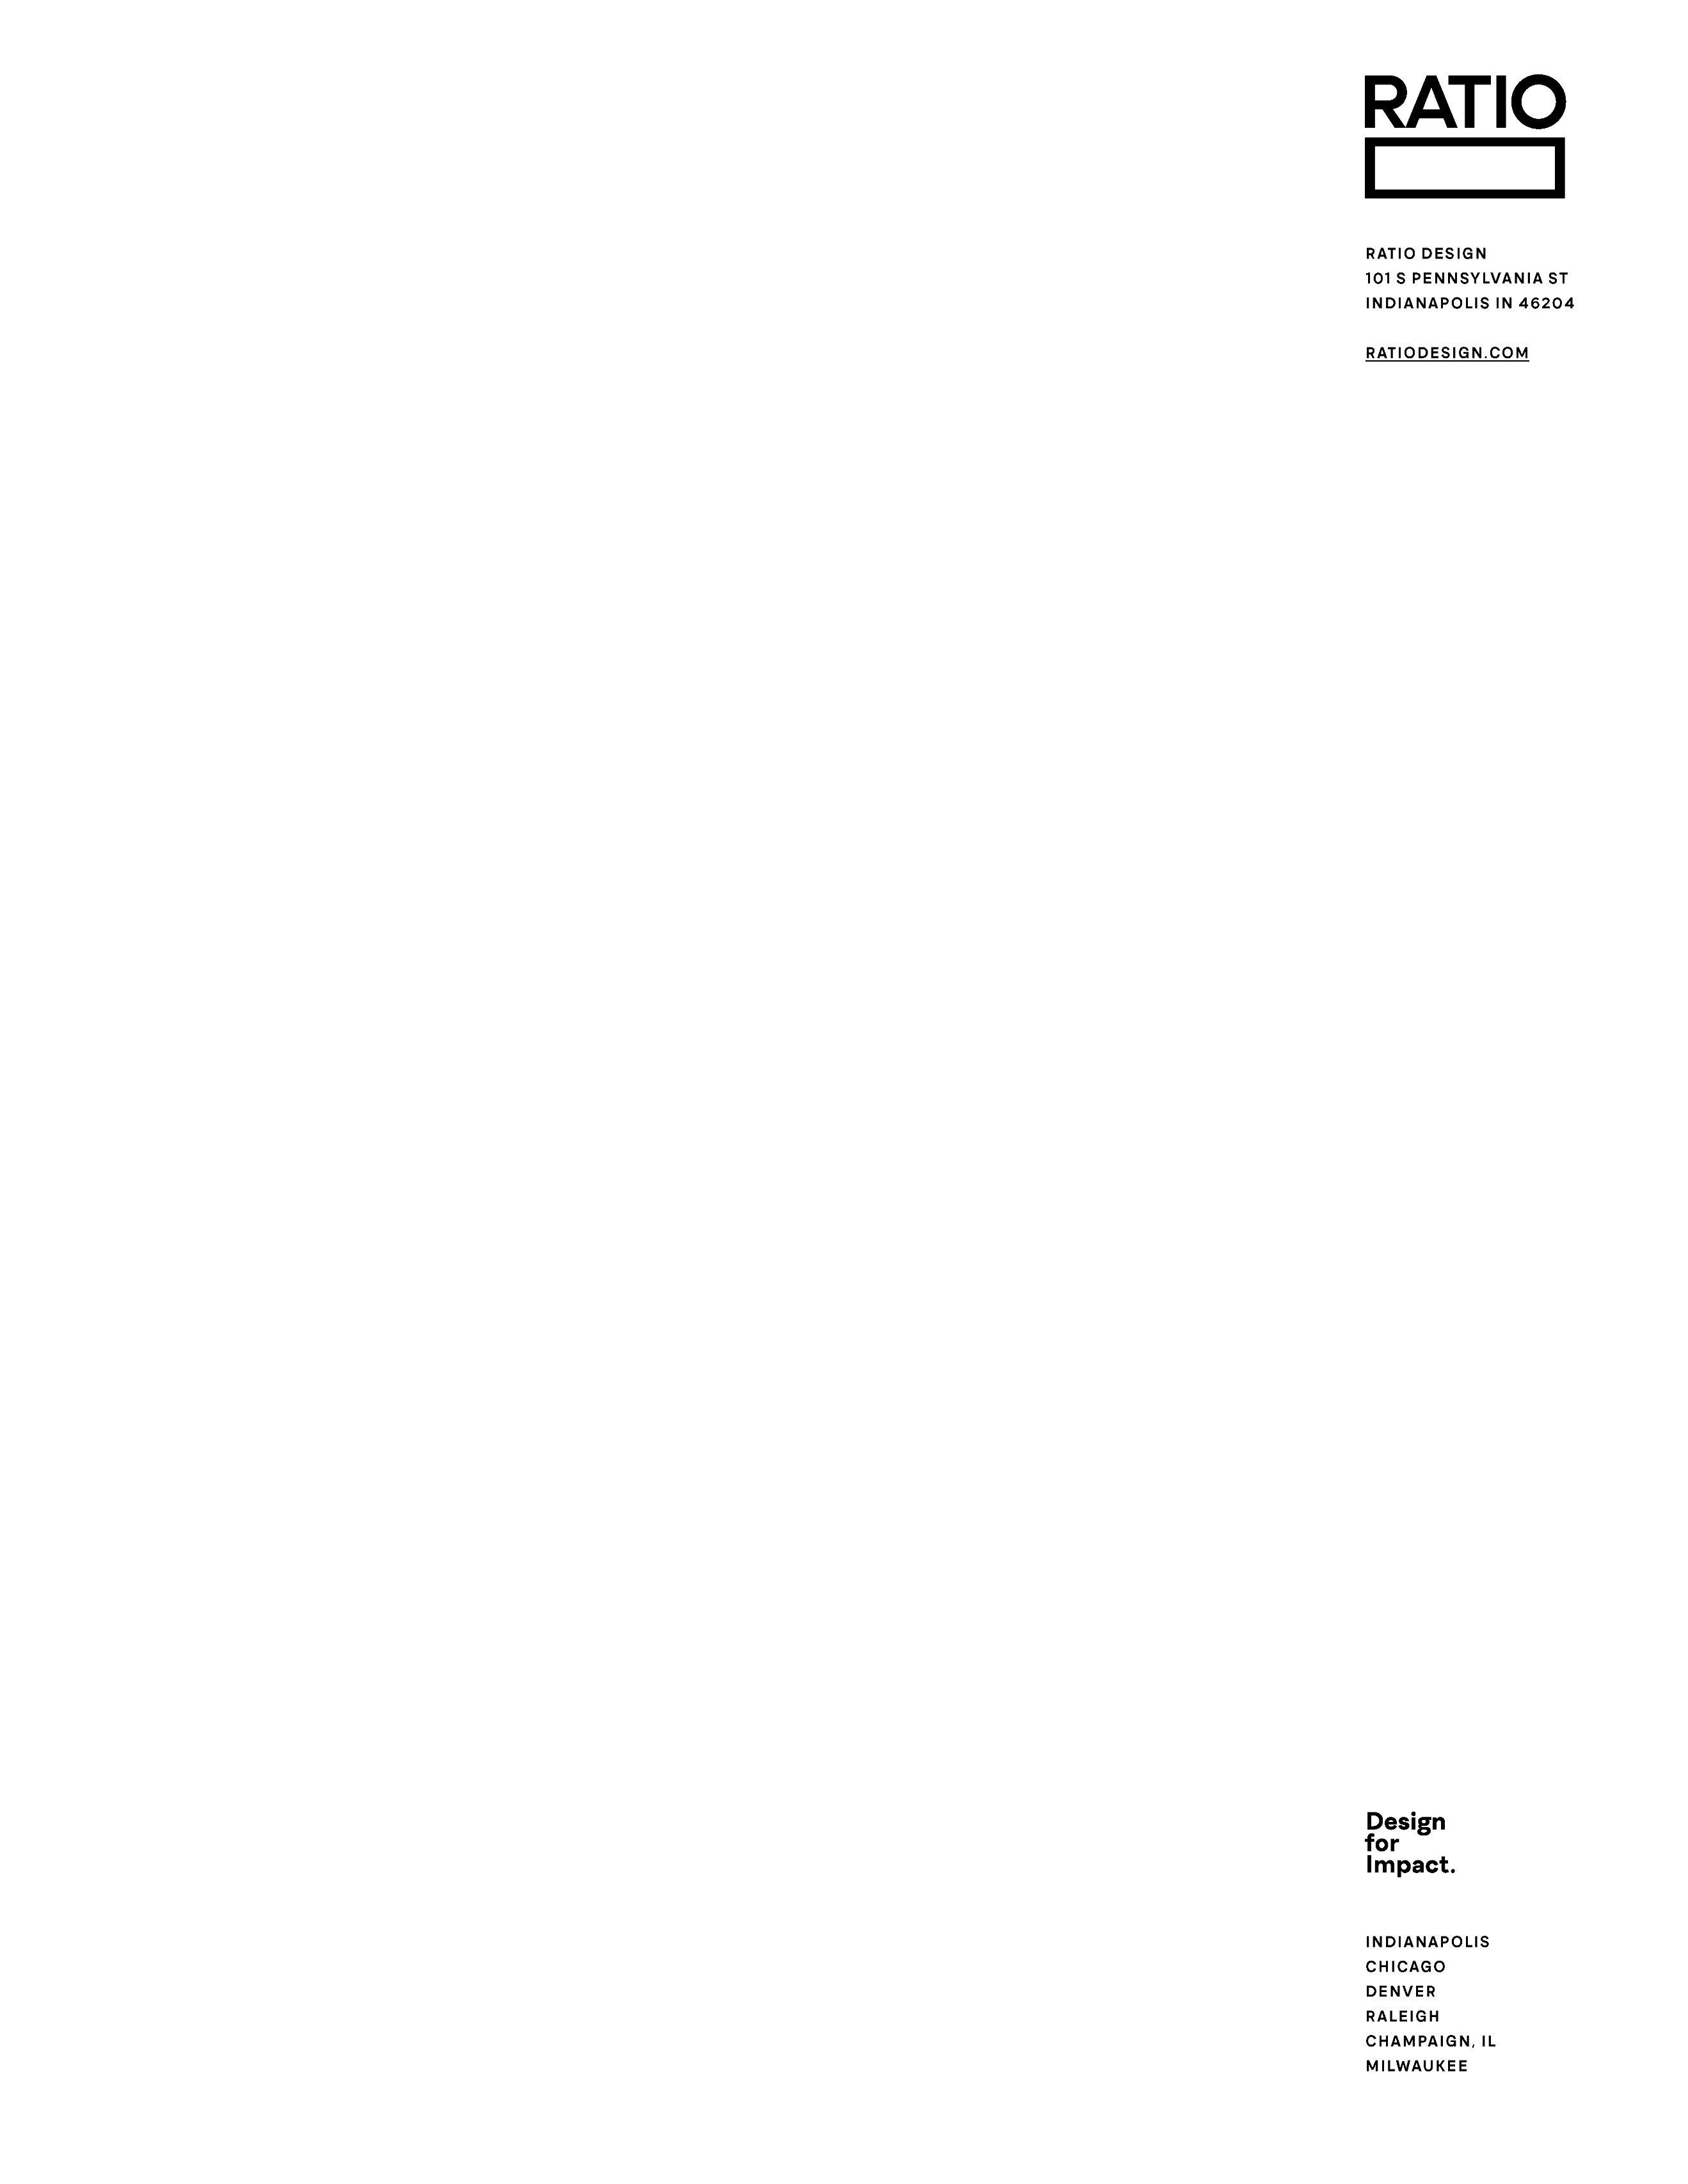 RATIO
RATIO DESIGN
101 S PENNSYLVANIA ST
INDIANAPOLIS IN 46204
RATIODESIGN.COM
Design
for
Impact.
INDIANAPOLIS
CHICAGO
DENVER
RALEIGH
CHAMPAIGN, IL
MILWAUKEE